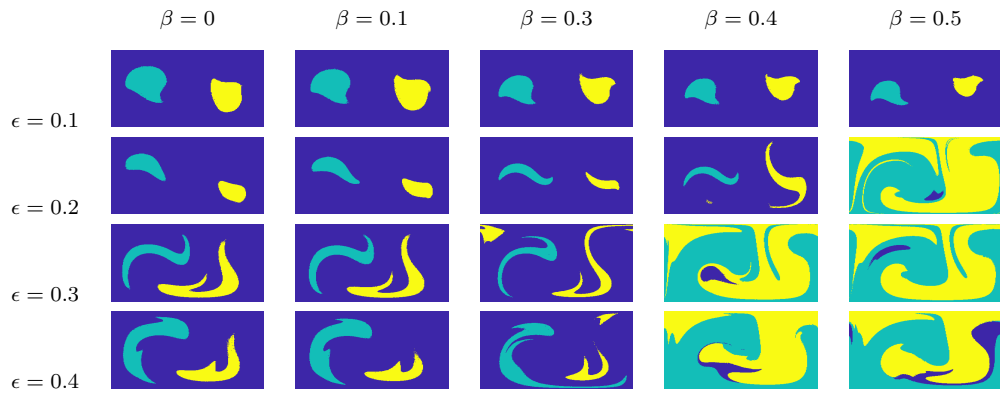 β = 0 β = 0.1 β = 0.3 β = 0.4 β = 0.5
ϵ = 0.1
ϵ = 0.2
ϵ = 0.3
ϵ = 0.4